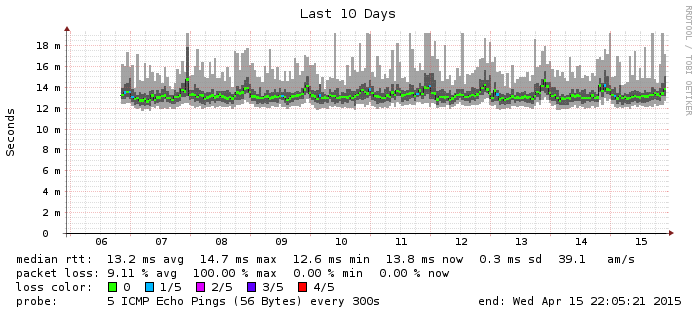 Last 10 Days
RRDTOOL / TOBI OETIKER
Seconds
18 m
16 m
14 m
12 m
10 m
8 m
6 m
4 m
2 m
0
06 07 08 09 10 11 12 13 14 15
median rtt: 13.2 ms avg 14.7 ms max 12.6 ms min 13.8 ms now 0.3 ms sd 39.1 am/s
packet loss: 9.11 % avg 100.00 % max 0.00 % min 0.00 % now
loss color: 0 1/5 2/5 3/5 4/5
probe: 5 ICMP Echo Pings (56 Bytes) every 300s end: Wed Apr 15 22:05:21 2015